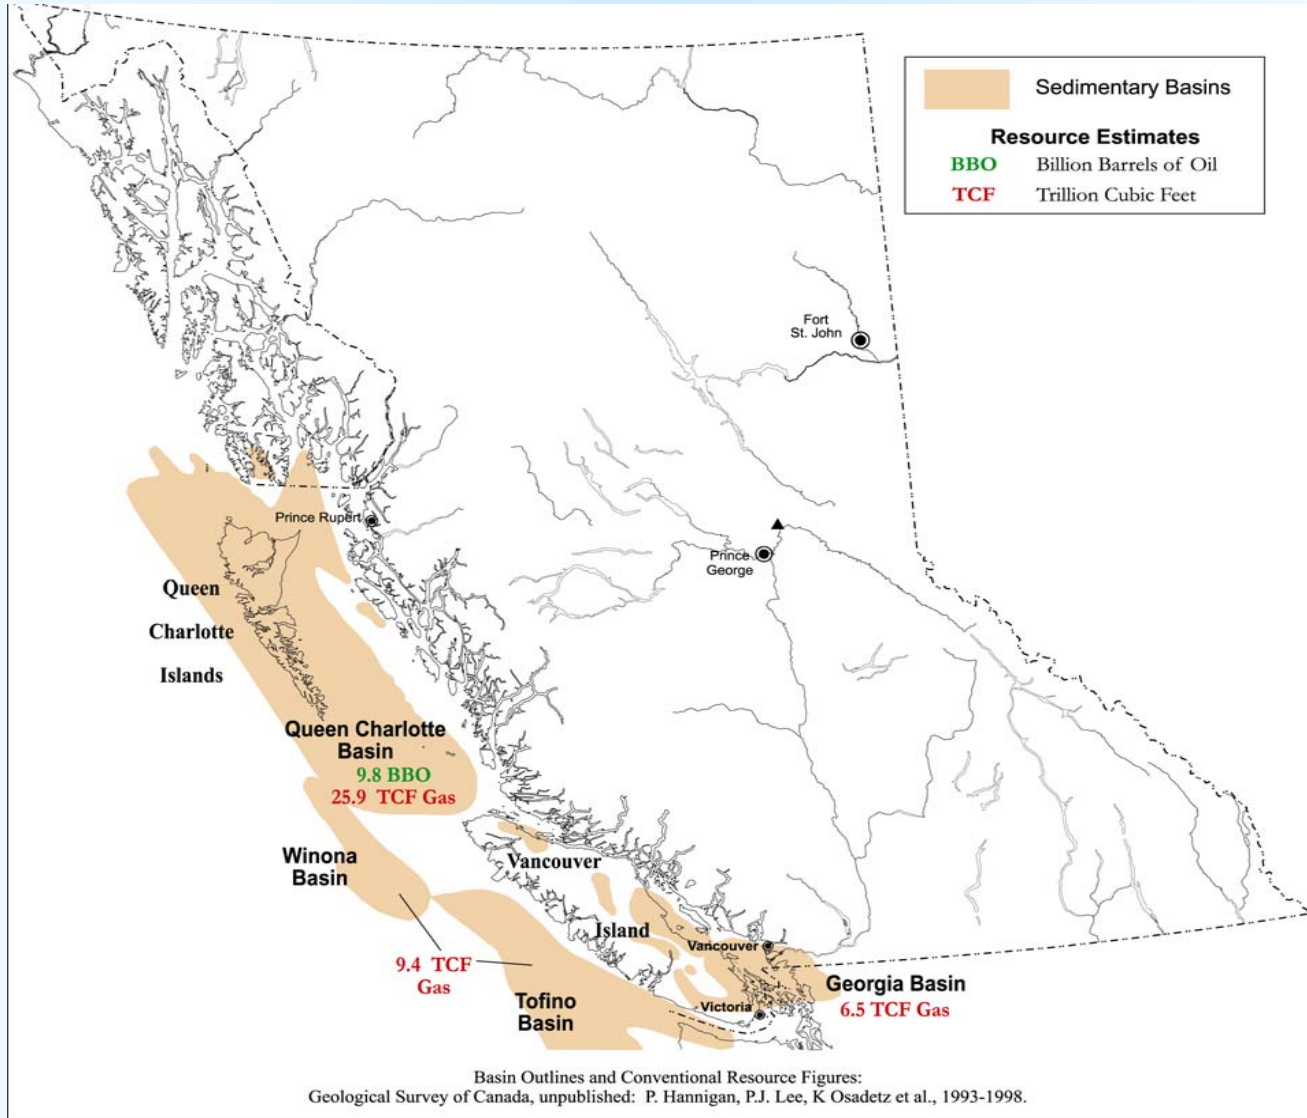 Sedimentary Basins
Resource Estimates
BBO Billion Barrels of Oil
TCF Trillion Cubic Feet
Fort
St. John
Prince Rupert
Prince
George
Queen
Charlotte
Islands
Queen Charlotte
Basin
9.8 BBO
25.9 TCF Gas
Winona
Basin
Vancouver
Island
Vancouver
9.4 TCF
Gas
Tofino
Basin
Victoria
Georgia Basin
6.5 TCF Gas
Basin Outlines and Conventional Resource Figures:
Geological Survey of Canada, unpublished: P. Hannigan, P.J. Lee, K Osadetz et al., 1993-1998.